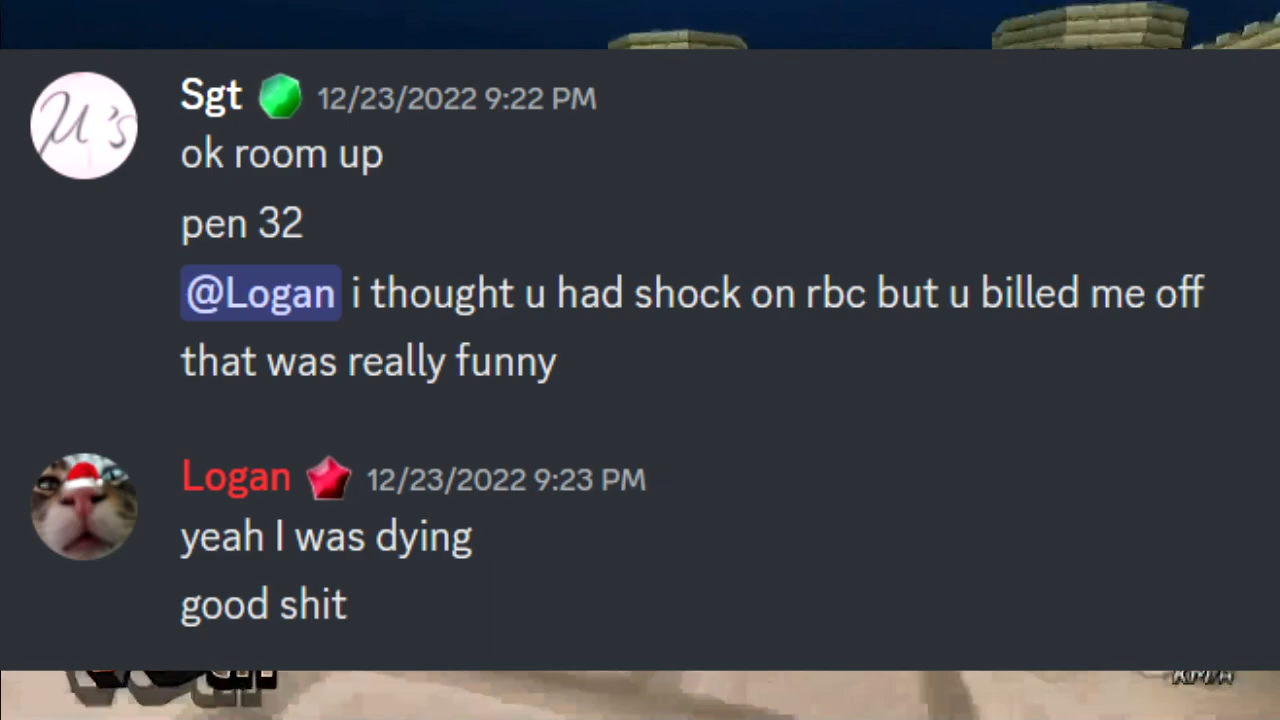 µ's
Sgt 12/23/2022 9:22 PM
ok room up
pen 32
@Logan i thought u had shock on rbc but u billed me off
that was really funny
Logan 12/23/2022 9:23 PM
yeah I was dying
good shit
KM/H